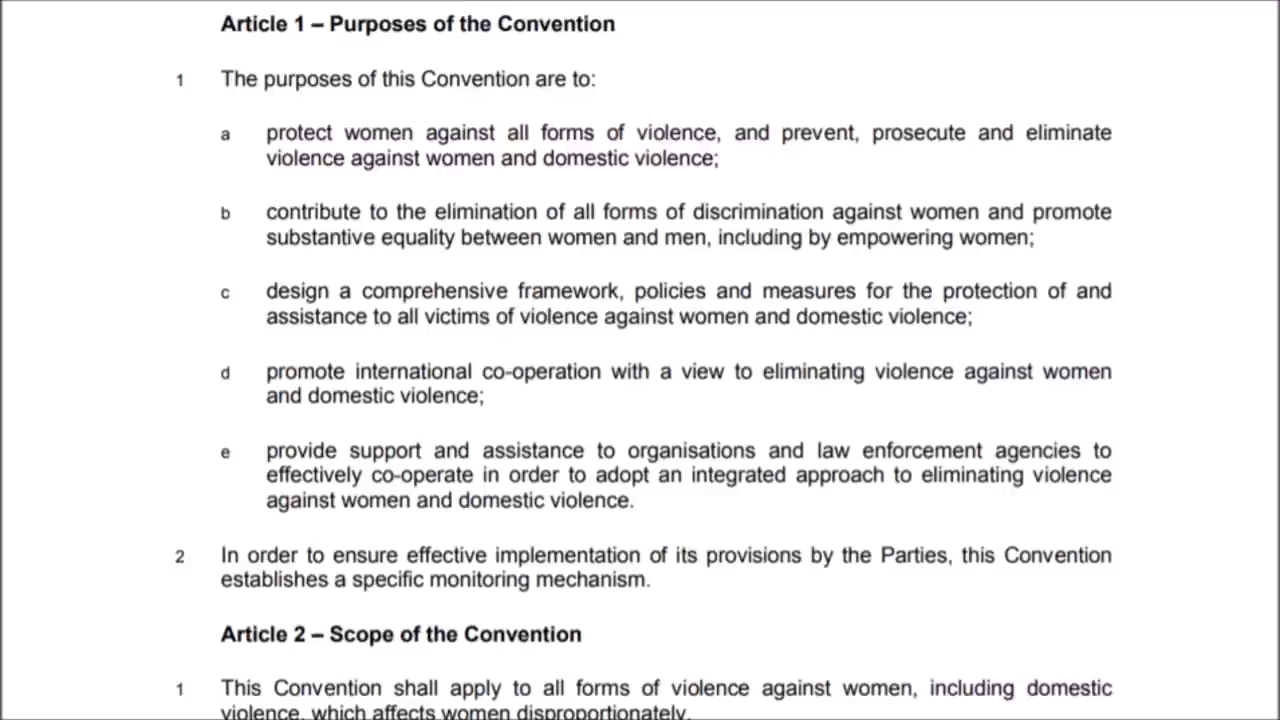 Article 1 – Purposes of the Convention
1 The purposes of this Convention are to:
a protect women against all forms of violence, and prevent, prosecute and eliminate
violence against women and domestic violence;
b contribute to the elimination of all forms of discrimination against women and promote
substantive equality between women and men, including by empowering women;
c design a comprehensive framework, policies and measures for the protection of and
assistance to all victims of violence against women and domestic violence;
d promote international co-operation with a view to eliminating violence against women
and domestic violence;
e provide support and assistance to organisations and law enforcement agencies to
effectively co-operate in order to adopt an integrated approach to eliminating violence
against women and domestic violence.
2 In order to ensure effective implementation of its provisions by the Parties, this Convention
establishes a specific monitoring mechanism.
Article 2 – Scope of the Convention
1 This Convention shall apply to all forms of violence against women, including domestic
violence, which affects women disproportionately.